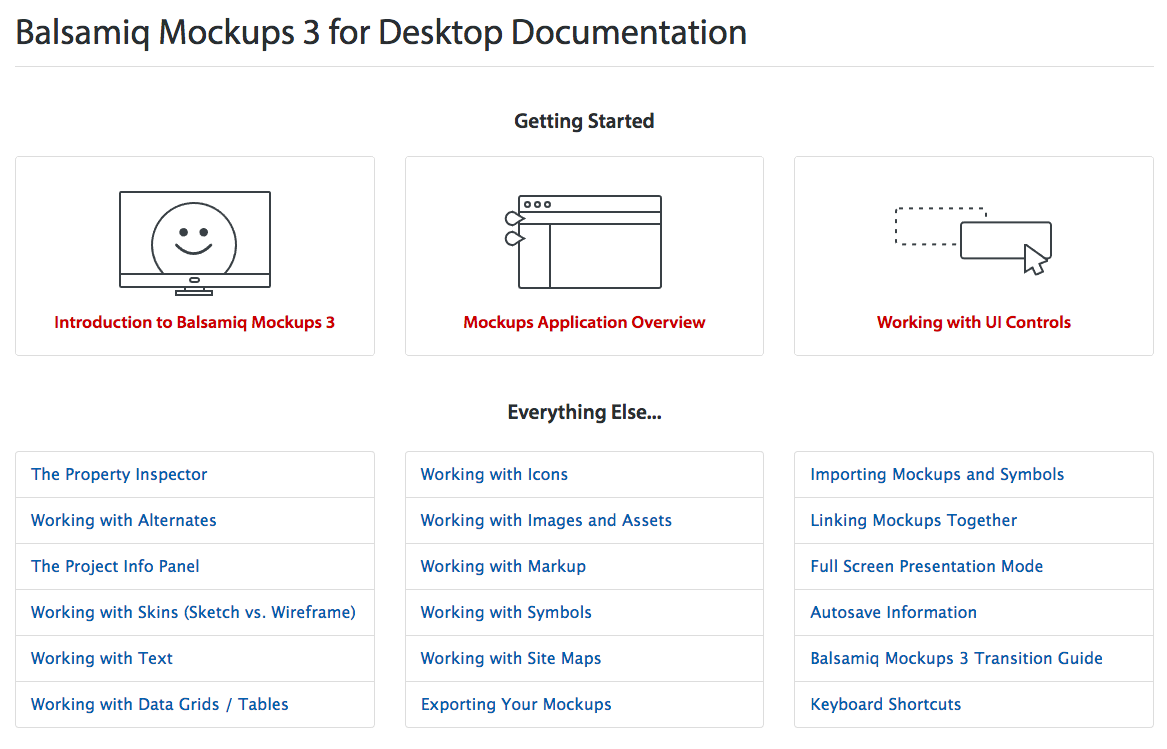 Balsamiq Mockups 3 for Desktop Documentation
Getting Started
Introduction to Balsamiq Mockups 3
Mockups Application Overview
Working with UI Controls
Everything Else...
The Property Inspector
Working with Alternates
The Project Info Panel
Working with Skins (Sketch vs. Wireframe)
Working with Text
Working with Data Grids / Tables
Working with Icons
Working with Images and Assets
Working with Markup
Working with Symbols
Working with Site Maps
Exporting Your Mockups
Importing Mockups and Symbols
Linking Mockups Together
Full Screen Presentation Mode
Autosave Information
Balsamiq Mockups 3 Transition Guide
Keyboard Shortcuts